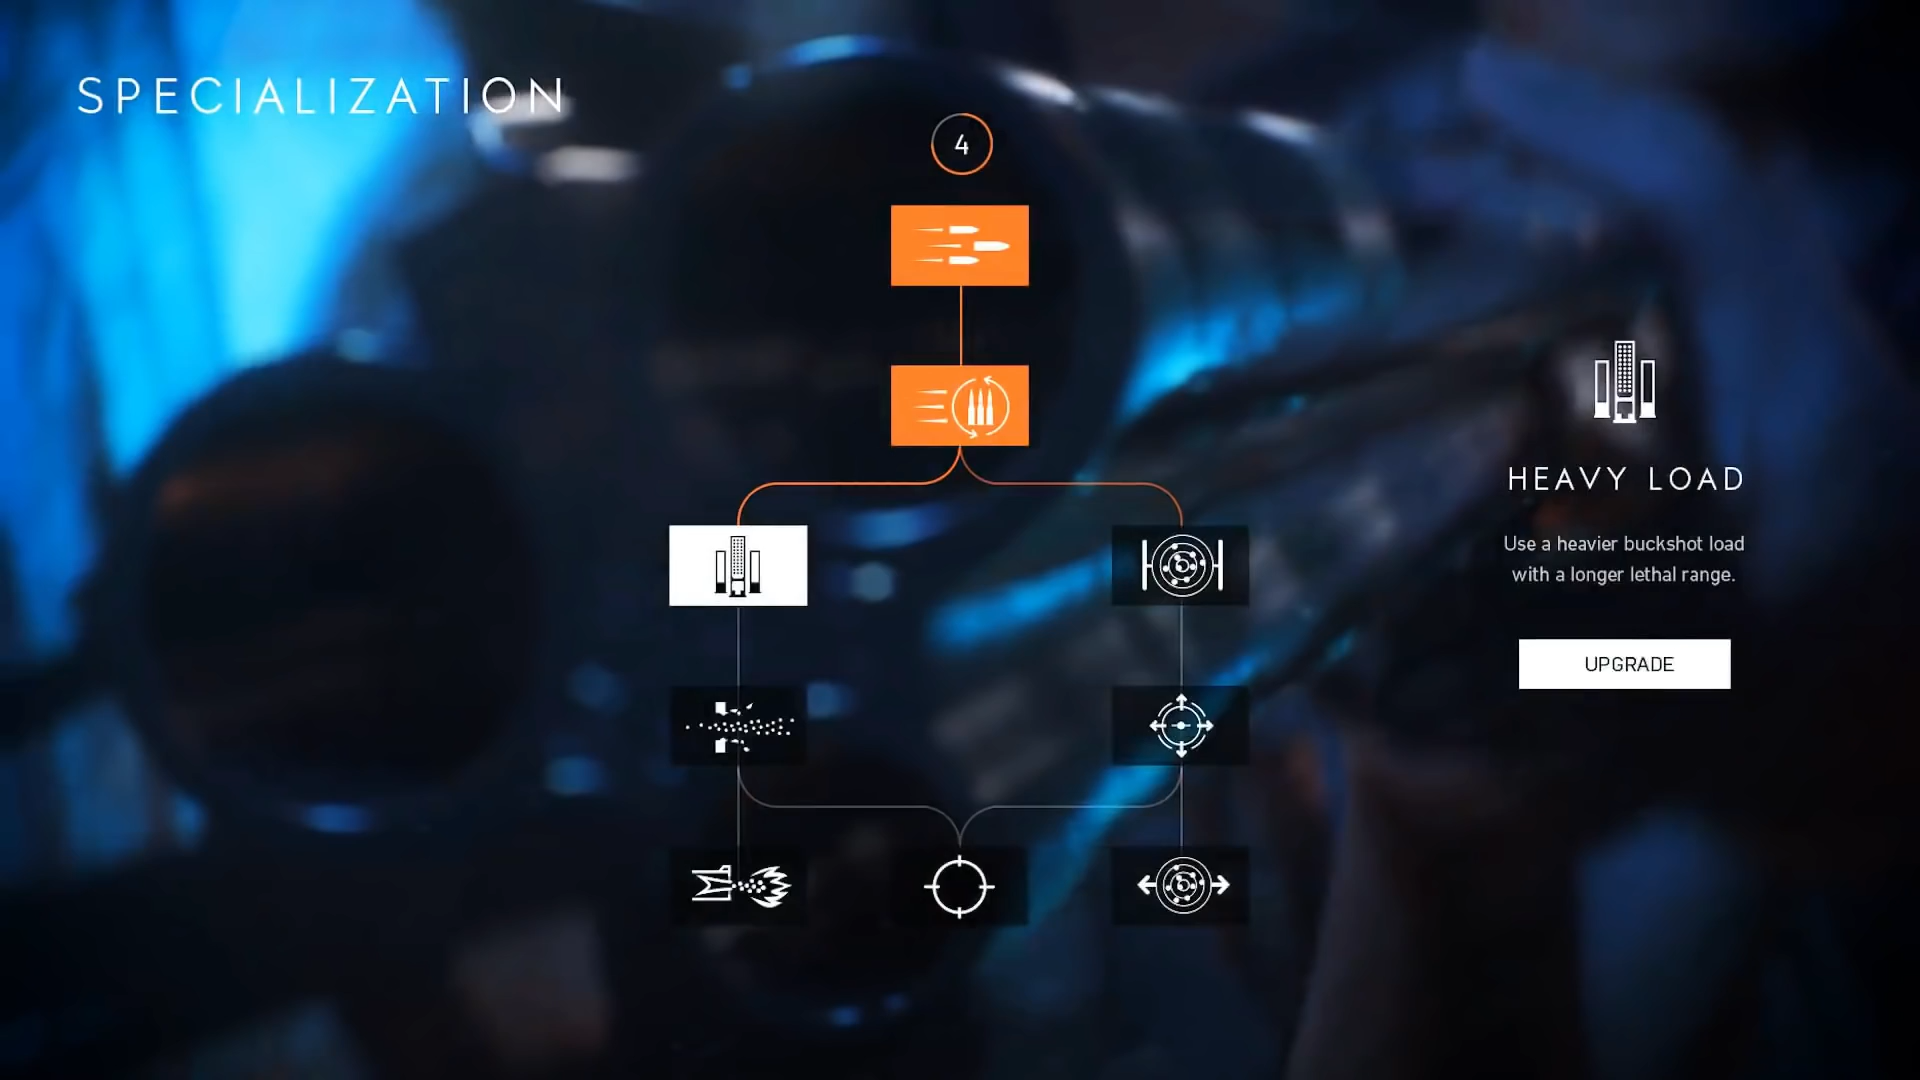 SPECIALIZATION
4
HEAVY LOAD
Use a heavier buckshot load
with a longer lethal range.
UPGRADE